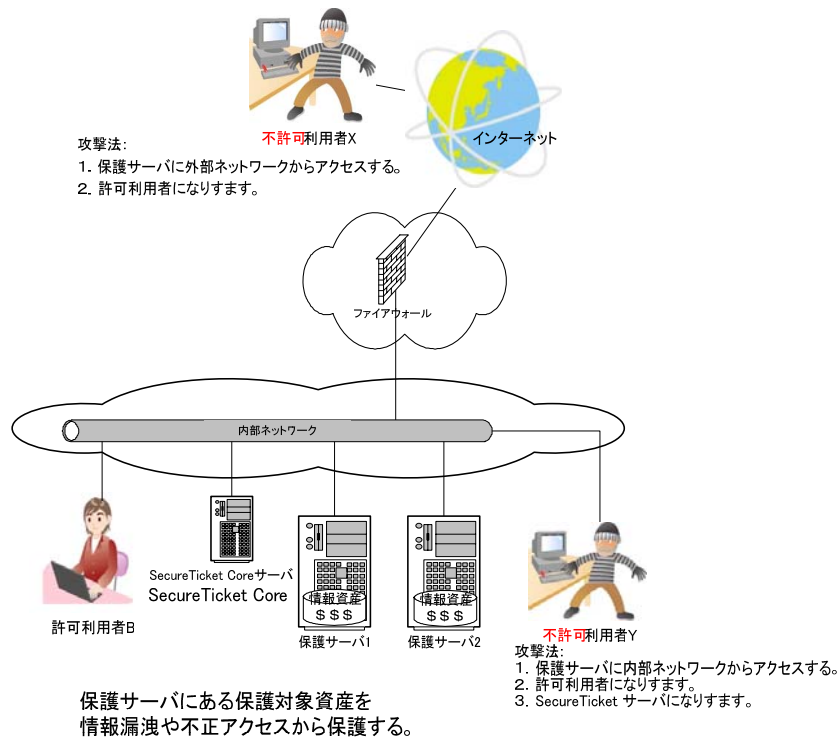 不許可利用者X
インターネット
攻撃法:
1. 保護サーバに外部ネットワークからアクセスする。
2. 許可利用者になりすます。
ファイアウォール
内部ネットワーク
SecureTicket Coreサーバ
SecureTicket Core
許可利用者B
情報資産
$$$
保護サーバ1
情報資産
$$$
保護サーバ2
不許可利用者Y
攻撃法:
1. 保護サーバに内部ネットワークからアクセスする。
2. 許可利用者になりすます。
3. SecureTicket サーバになりすます。
保護サーバにある保護対象資産を
情報漏洩や不正アクセスから保護する。